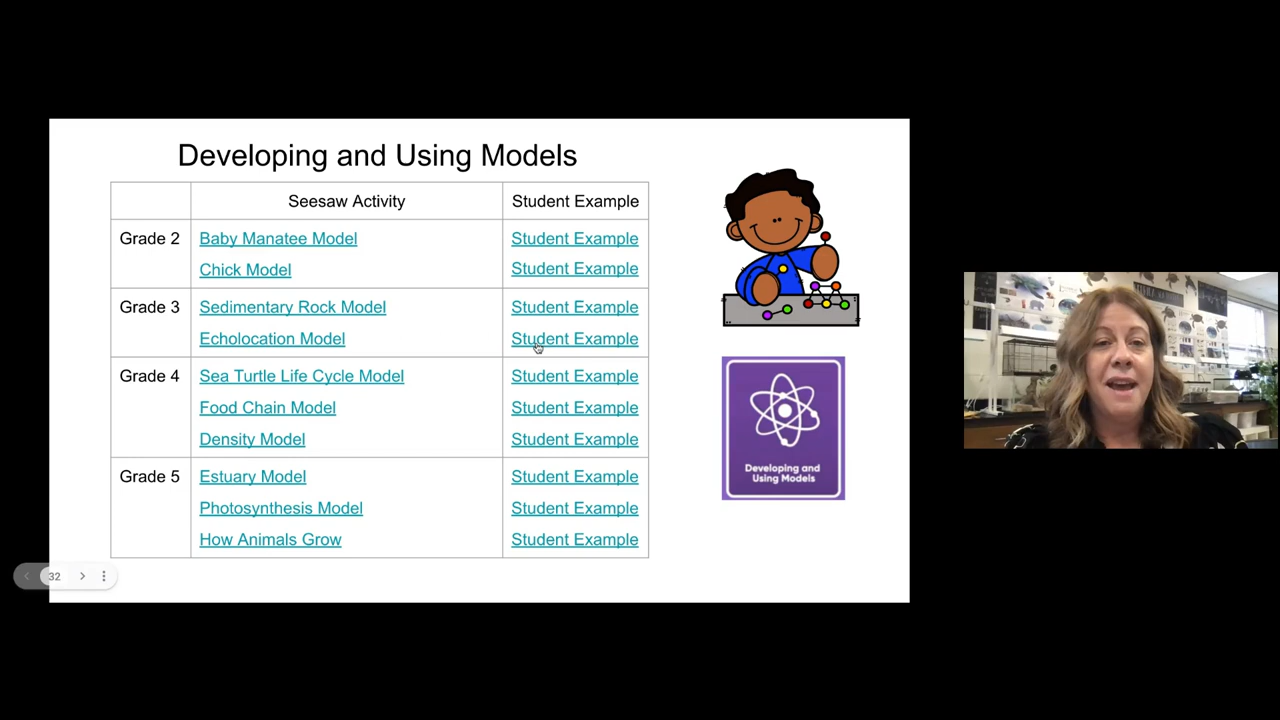 Developing and Using Models
Seesaw Activity Student Example
Grade 2 Baby Manatee Model Student Example
Chick Model Student Example
Grade 3 Sedimentary Rock Model Student Example
Echolocation Model Student Example
Grade 4 Sea Turtle Life Cycle Model Student Example
Food Chain Model Student Example
Density Model Student Example
Grade 5 Estuary Model Student Example
Photosynthesis Model Student Example
How Animals Grow Student Example
Developing and
Using Models
32